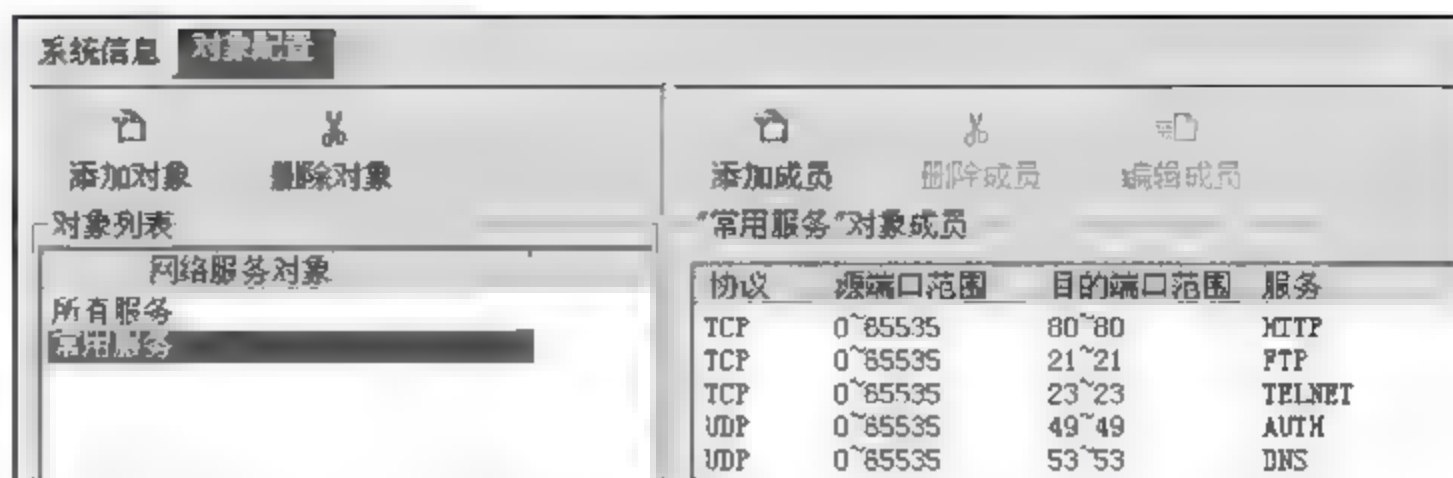 系统信息 对象配置
添加对象 删除对象
添加成员 删除成员 编辑成员
对象列表
网络服务对象
所有服务
常用服务
"常用服务"对象成员
协议 源端口范围 目的端口范围 服务
TCP 0~65535 80~80 HTTP
TCP 0~65535 21~21 FTP
TCP 0~65535 23~23 TELNET
UDP 0~65535 49~49 AUTH
UDP 0~65535 53~53 DNS